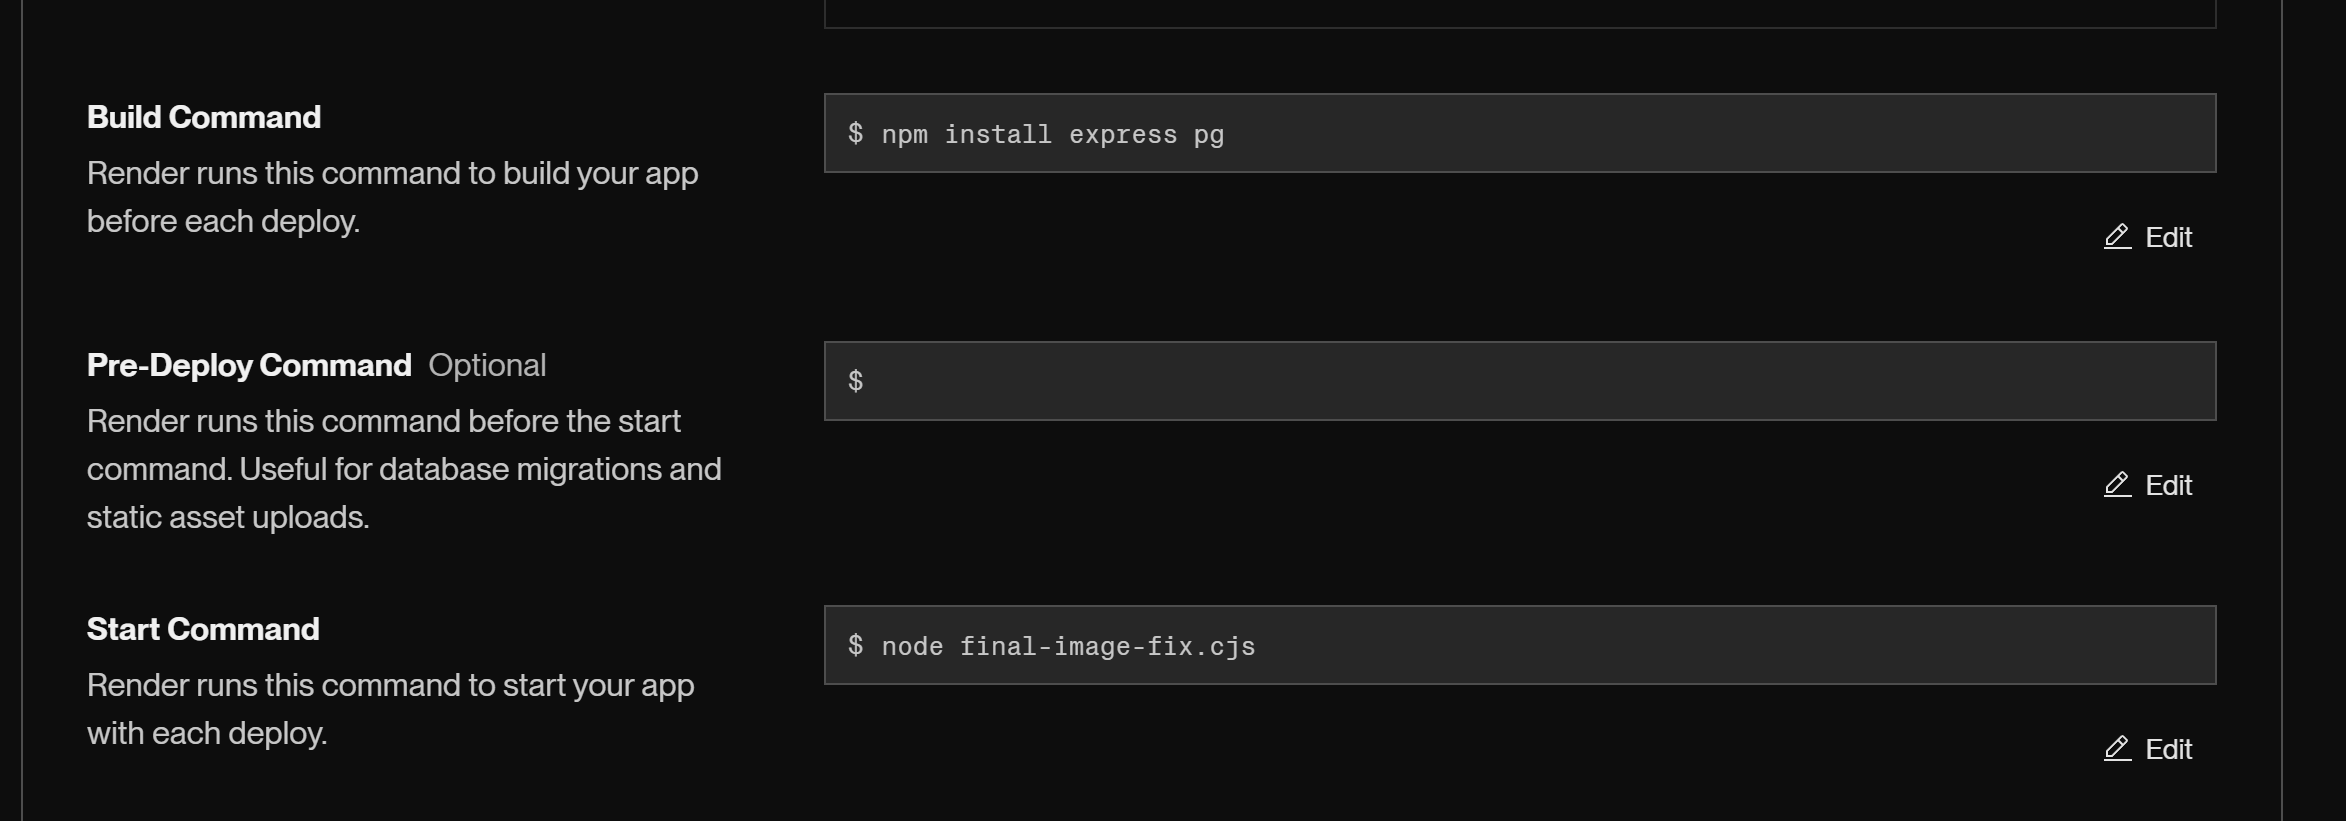 Build Command
$ npm install express pg
Render runs this command to build your app
before each deploy.
Edit
Pre-Deploy Command Optional
$
Render runs this command before the start
command. Useful for database migrations and
static asset uploads.
Edit
Start Command
$ node final-image-fix.cjs
Render runs this command to start your app
with each deploy.
Edit